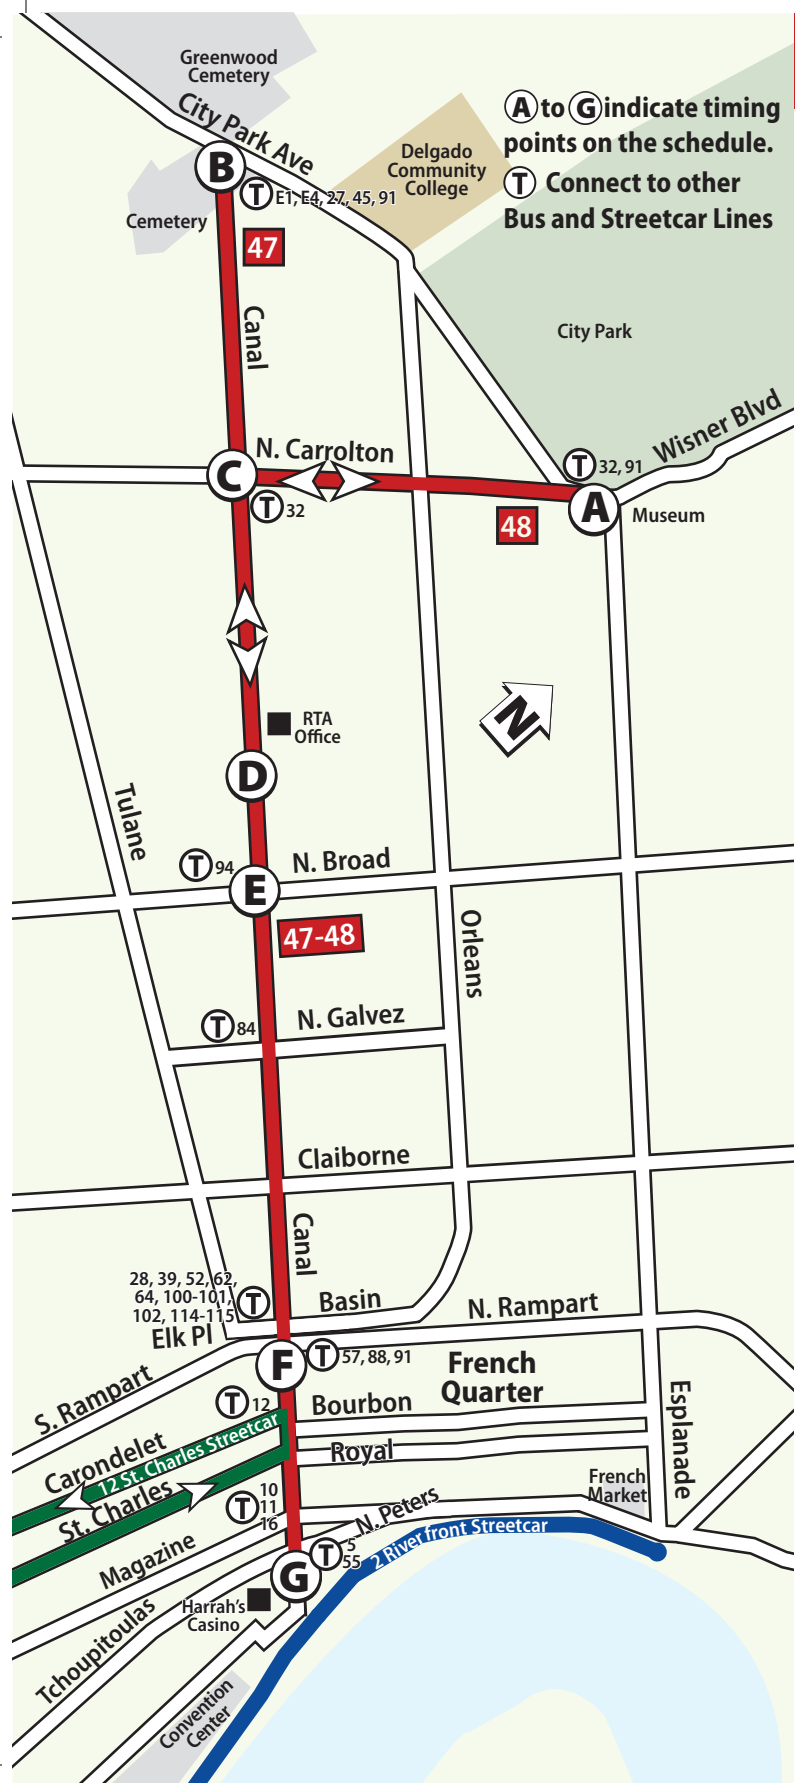 Greenwood
Cemetery
City Park Ave
A to G indicate timing
points on the schedule.
T Connect to other
Bus and Streetcar Lines
Delgado
Community
College
B
T E1, E4, 27, 45, 91
Cemetery
47
Canal
City Park
Wisner Blvd
N. Carrolton
T 32, 91
C
T 32
A
Museum
48
N
RTA
Office
D
Tulane
N. Broad
T 94
E
47-48
Orleans
N. Galvez
T 84
Claiborne
Canal
28, 39, 52, 62,
64, 100-101,
102, 114-115
T
Basin
N. Rampart
Elk Pl
F
T 57, 88, 91
French
Quarter
S. Rampart
T 12
Bourbon
Esplanade
Carondelet
12 St. Charles Streetcar
Royal
St. Charles
French
Market
T
10
11
16
N. Peters
Magazine
2 Riverfront Streetcar
T
5
55
G
Harrah's
Casino
Tchoupitoulas
Convention
Center